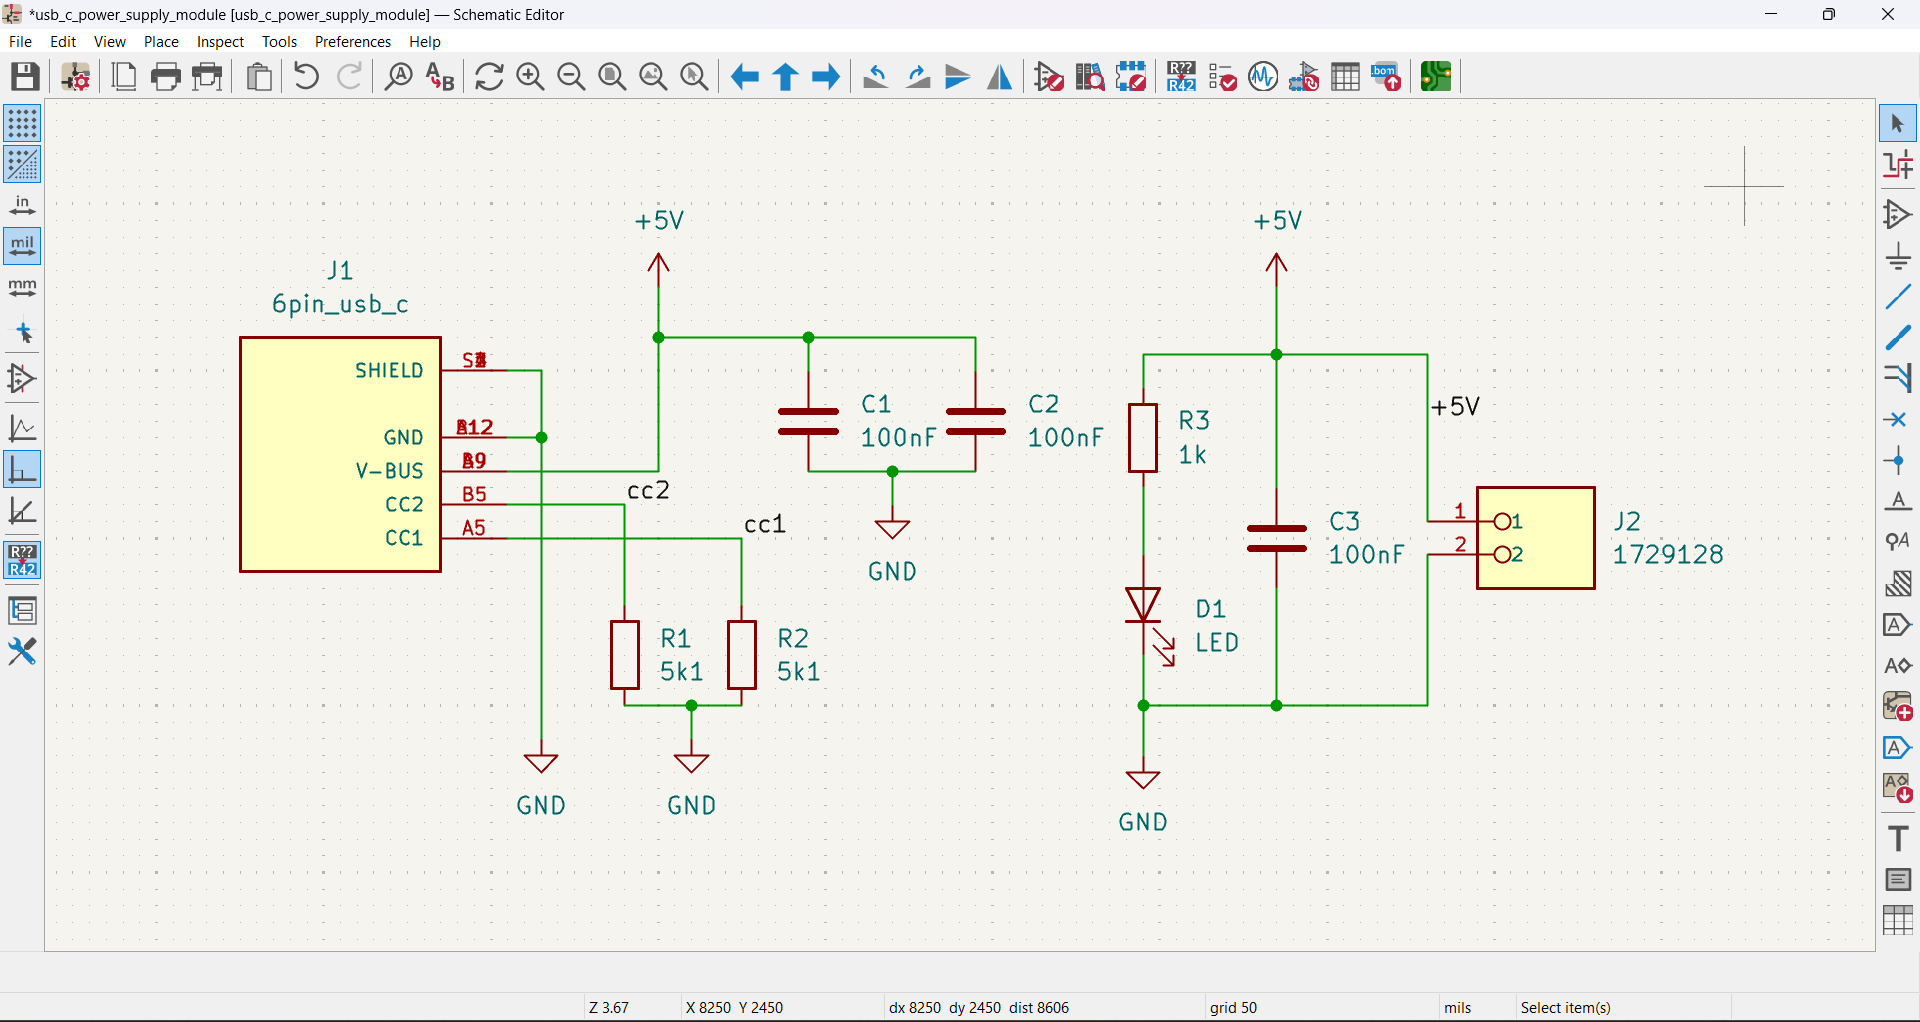 *usb_c_power_supply_module [usb_c_power_supply_module] — Schematic Editor
File Edit View Place Inspect Tools Preferences Help
A
A B
R??
R42
.bom
in
mil
mm
R??
R42
A
A
A
A
A
A
T
+5V
+5V
J1
6pin_usb_c
SHIELD
GND
V-BUS
CC2
CC1
B5
A5
cc2
cc1
C1
100nF
C2
100nF
GND
R1
5k1
R2
5k1
GND
GND
R3
1k
D1
LED
C3
100nF
+5V
1
2
1
2
J2
1729128
GND
Z 3.67 X 8250 Y 2450 dx 8250 dy 2450 dist 8606 grid 50 mils Select item(s)